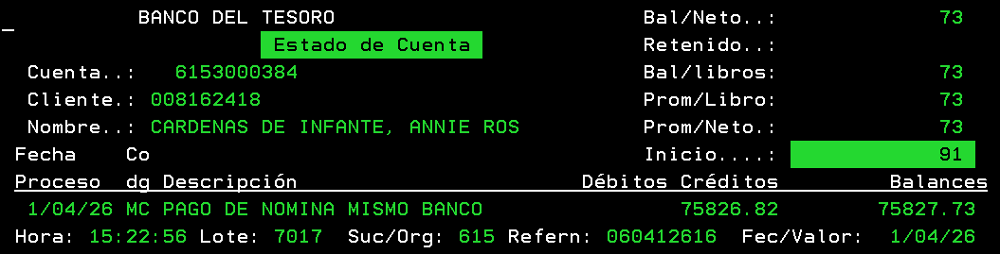 BANCO DEL TESORO Bal/Neto..: 73
Estado de Cuenta Retenido..:
Cuenta..: 6153000384 Bal/libros: 73
Cliente.: 008162418 Prom/Libro: 73
Nombre..: CARDENAS DE INFANTE, ANNIE ROS Prom/Neto.: 73
Fecha Co Inicio....: 91
Proceso dg Descripción Débitos Créditos Balances
1/04/26 MC PAGO DE NOMINA MISMO BANCO 75826.82 75827.73
Hora: 15:22:56 Lote: 7017 Suc/Org: 615 Refern: 060412616 Fec/Valor: 1/04/26